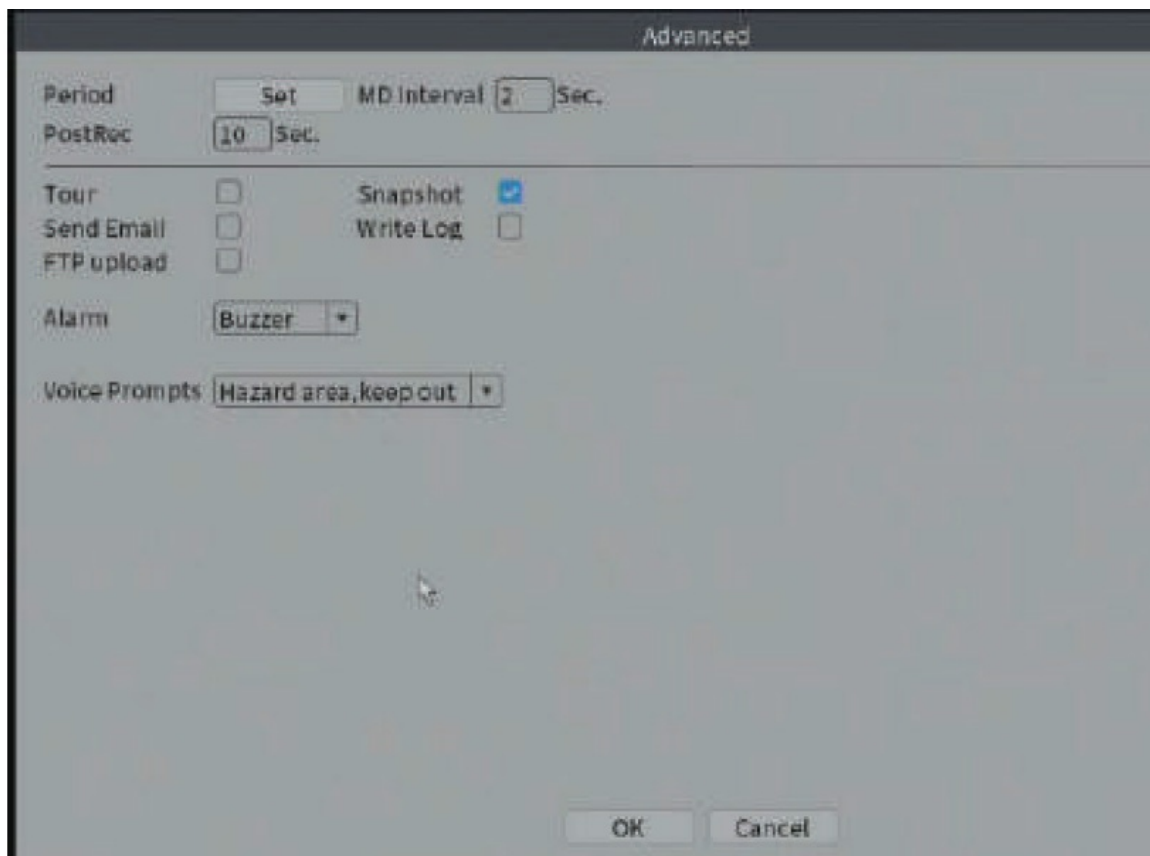 Advanced
Period Set MD Interval 2 Sec.
PostRec 10 Sec.
Tour Snapshot
Send Email Write Log
FTP upload
Alarm Buzzer
Voice Prompts Hazard area,keep out
OK Cancel